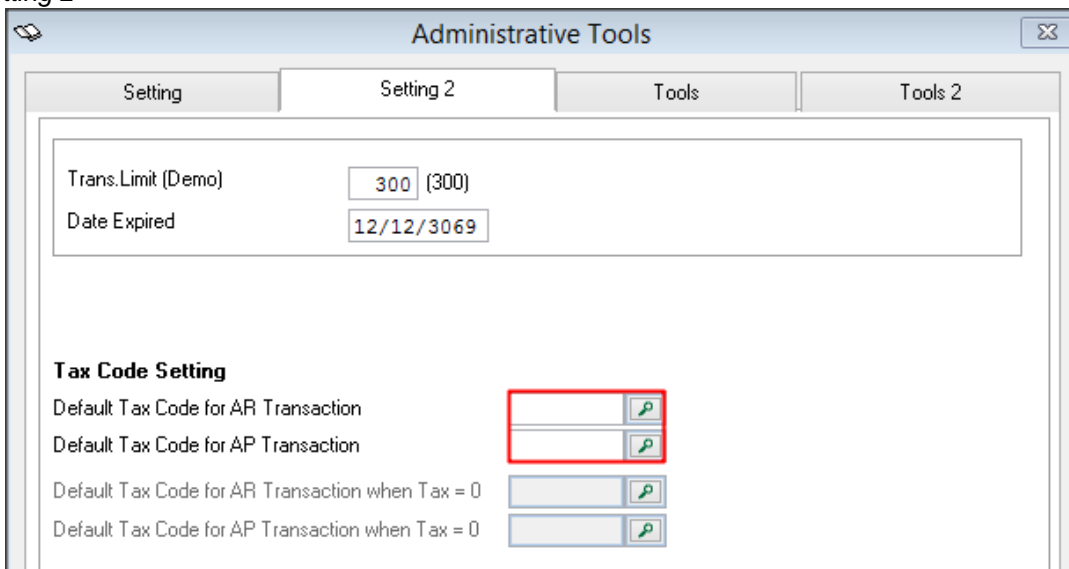 Administrative Tools
Setting Setting 2 Tools Tools 2
Trans.Limit (Demo) 300 (300)
Date Expired 12/12/3069
Tax Code Setting
Default Tax Code for AR Transaction
Default Tax Code for AP Transaction
Default Tax Code for AR Transaction when Tax = 0
Default Tax Code for AP Transaction when Tax = 0